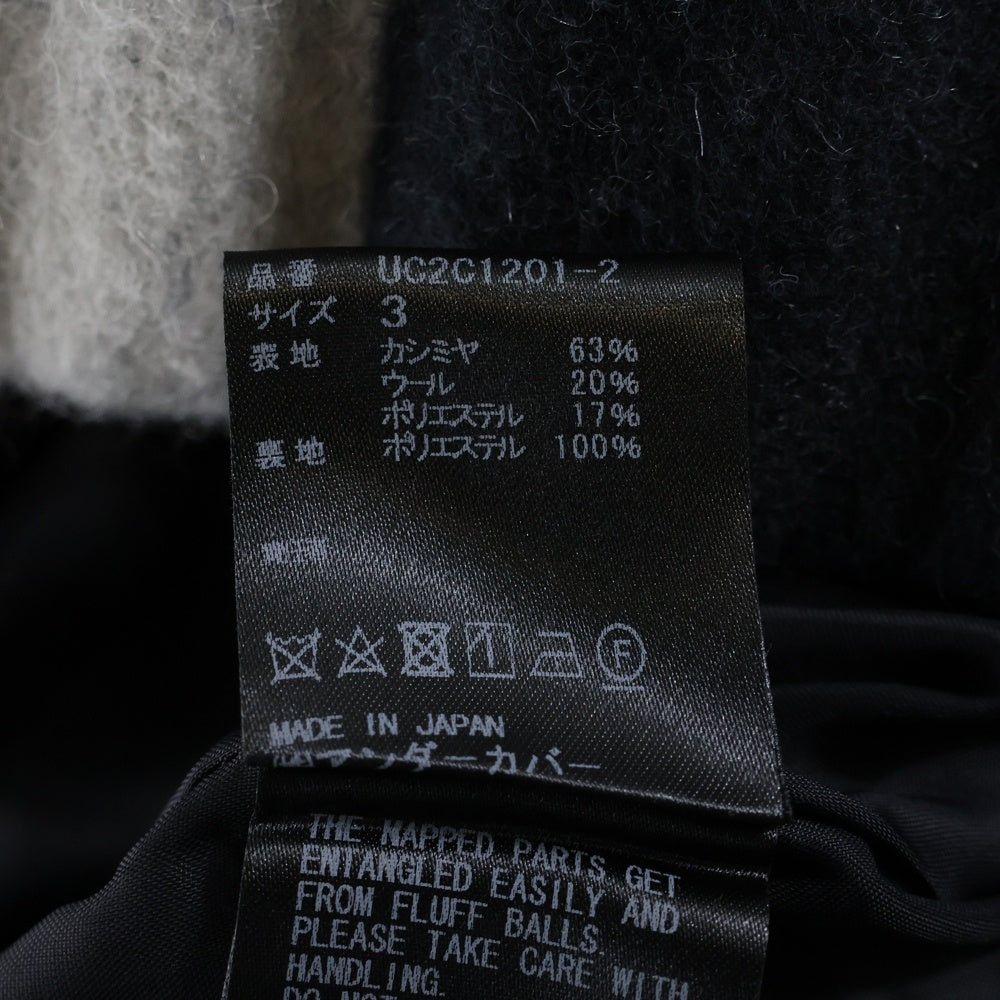 品番 UC2C1201-2
サイズ 3
表地 カシミヤ 63%
ウール 20%
ポリエステル 17%
裏地 ポリエステル 100%
MADE IN JAPAN
アンダーカバー
THE NAPPED PARTS GET
ENTANGLED EASILY AND
FROM FLUFF BALLS.
PLEASE TAKE CARE WITH
HANDLING.
DO NOT